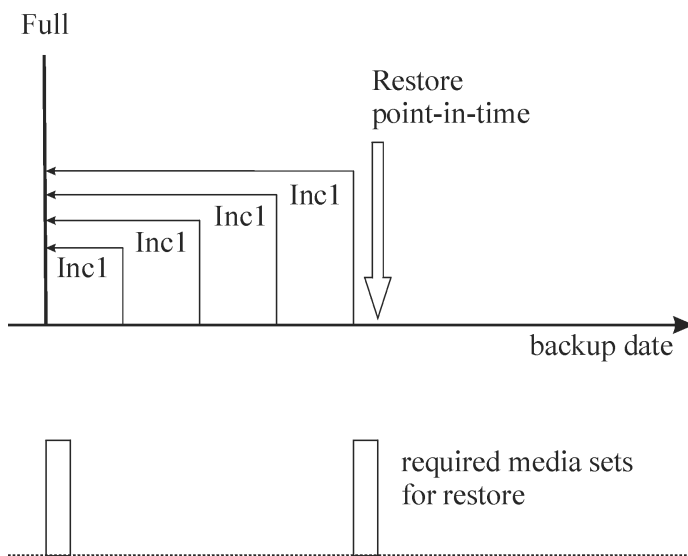 Full
Restore
point-in-time
Inc1
Inc1
Inc1
Inc1
backup date
required media sets
for restore